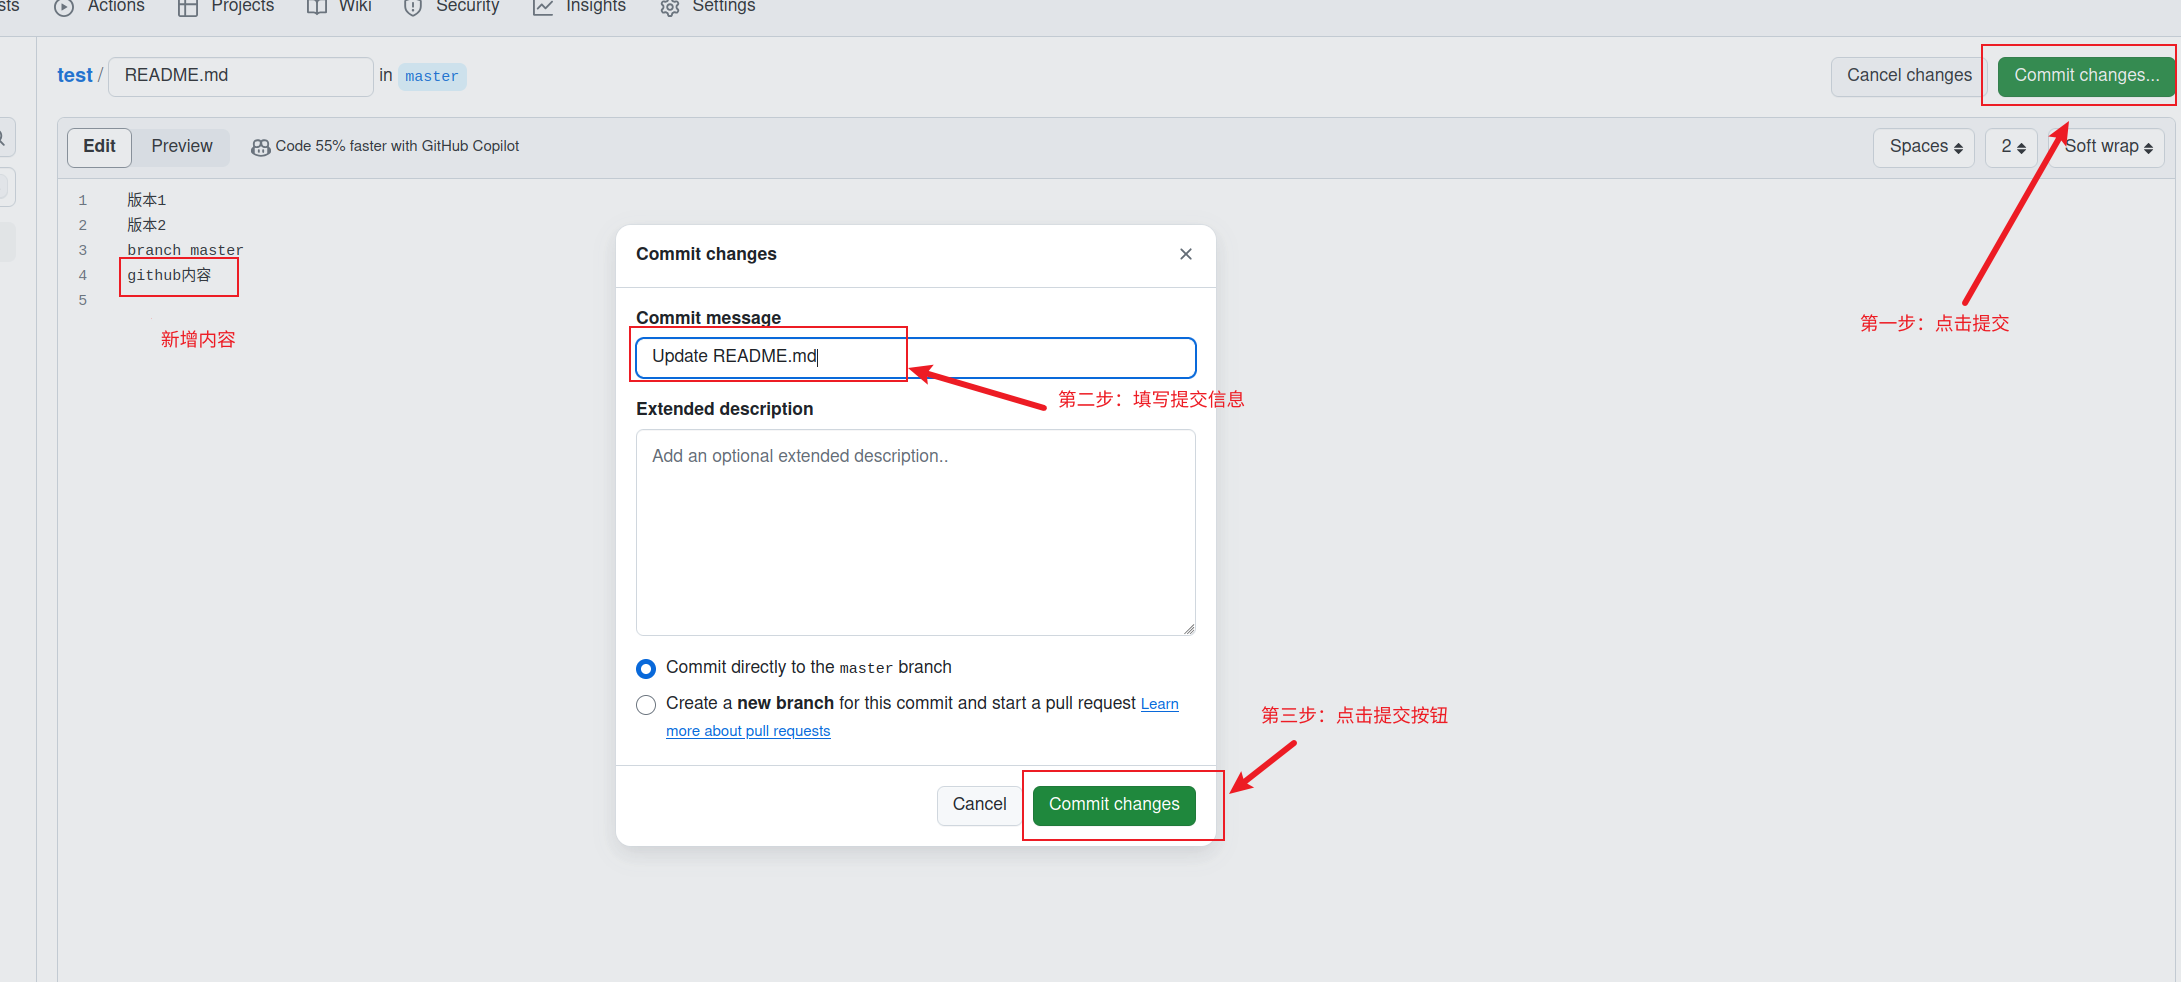 sts Actions Projects Wiki Security Insights Settings
test / README.md in master Cancel changes Commit changes...
Edit Preview Code 55% faster with GitHub Copilot Spaces 2 Soft wrap
1 版本1
2 版本2
3 branch master
4 github内容
5
新增内容
第一步：点击提交
Commit changes
Commit message
Update README.md
第二步：填写提交信息
Extended description
Add an optional extended description..
Commit directly to the master branch
Create a new branch for this commit and start a pull request Learn
more about pull requests
第三步：点击提交按钮
Cancel Commit changes